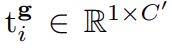 t_i^𝐠 ∈ ℝ^{1×C′}